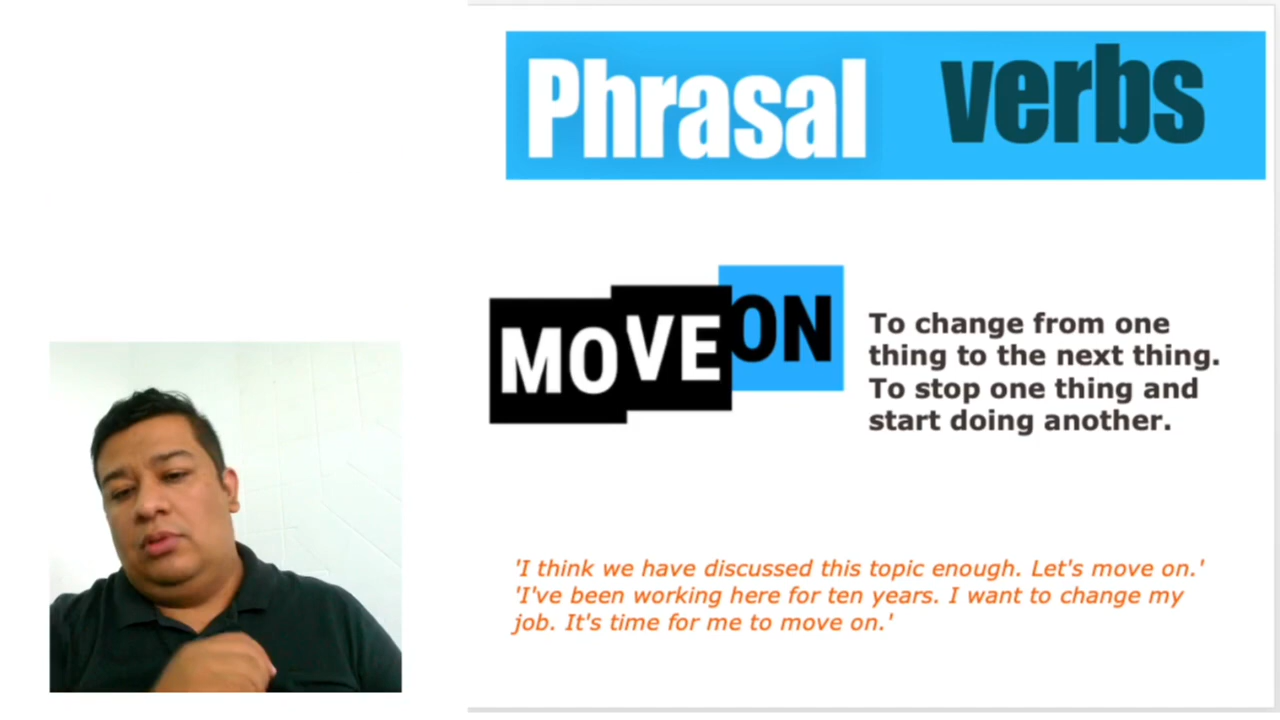 Phrasal verbs
MOVE ON
To change from one
thing to the next thing.
To stop one thing and
start doing another.
'I think we have discussed this topic enough. Let's move on.'
'I've been working here for ten years. I want to change my
job. It's time for me to move on.'